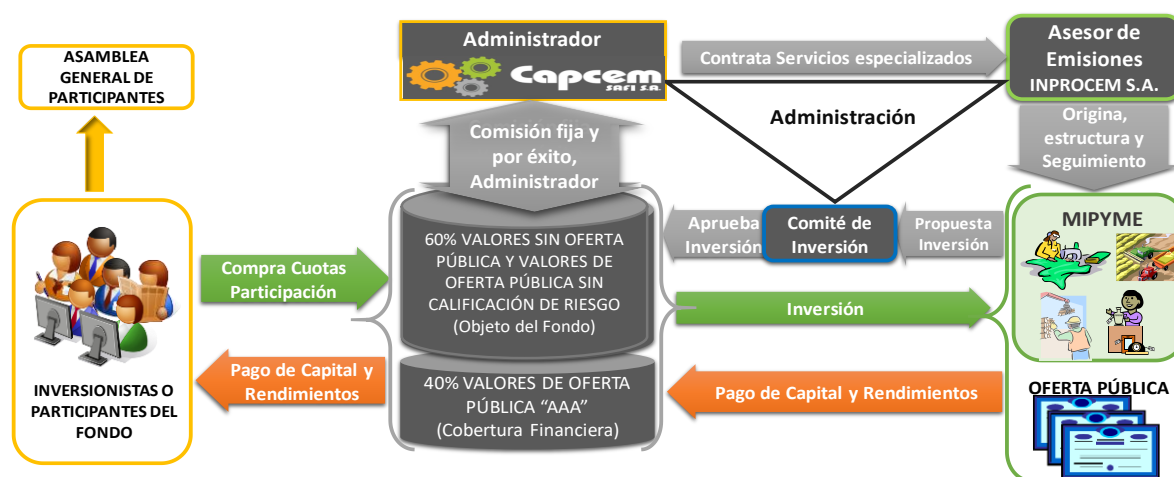 ASAMBLEA
GENERAL DE
PARTICIPANTES
Administrador
Capcem
SAFI S.A.
Contrata Servicios especializados
Asesor de
Emisiones
INPROCEM S.A.
Administración
Comisión fija y
por éxito,
Administrador
Origina,
estructura y
Seguimiento
Aprueba
Inversión
Comité de
Inversión
Propuesta
Inversión
MIPYME
Compra Cuotas
Participación
60% VALORES SIN OFERTA
PÚBLICA Y VALORES DE
OFERTA PÚBLICA SIN
CALIFICACIÓN DE RIESGO
(Objeto del Fondo)
Inversión
Pago de Capital y
Rendimientos
40% VALORES DE OFERTA
PÚBLICA “AAA”
(Cobertura Financiera)
Pago de Capital y Rendimientos
INVERSIONISTAS O
PARTICIPANTES DEL
FONDO
OFERTA PÚBLICA